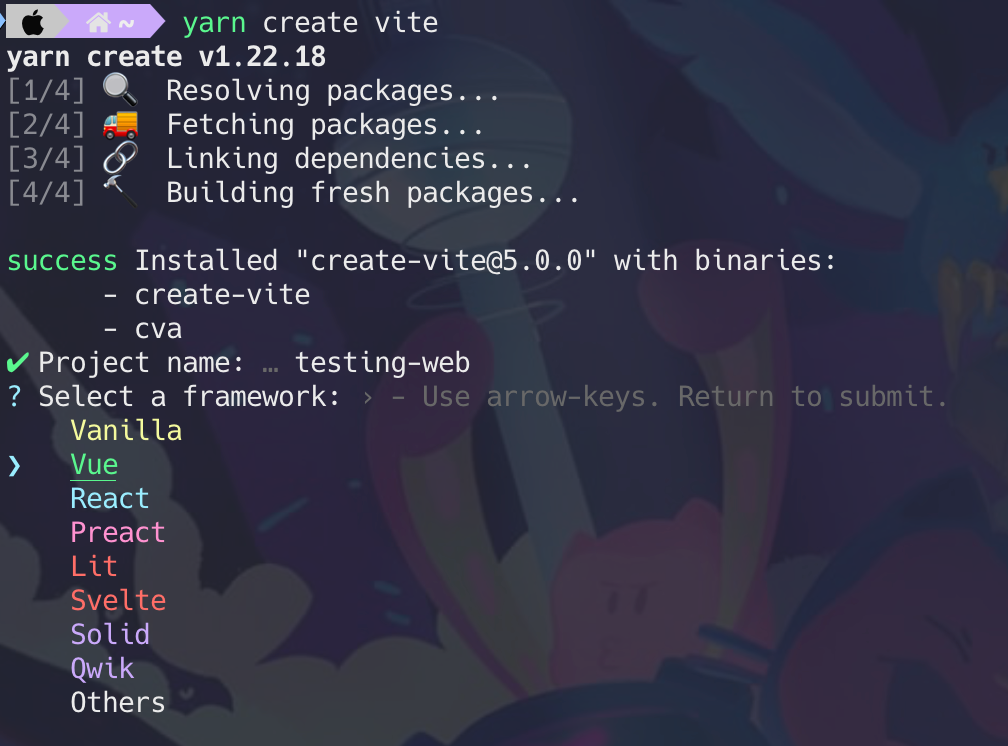 ~ yarn create vite
yarn create v1.22.18
[1/4] 🔍 Resolving packages...
[2/4] 🚚 Fetching packages...
[3/4] 🔗 Linking dependencies...
[4/4] 🔨 Building fresh packages...
success Installed "create-vite@5.0.0" with binaries:
- create-vite
- cva
✔ Project name: … testing-web
? Select a framework: › - Use arrow-keys. Return to submit.
Vanilla
❯ Vue
React
Preact
Lit
Svelte
Solid
Qwik
Others